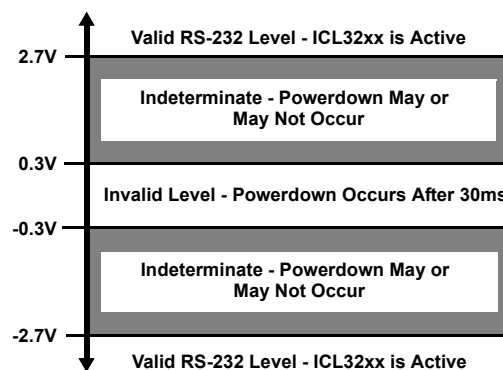 Valid RS-232 Level - ICL32xx is Active
2.7V
Indeterminate - Powerdown May or
May Not Occur
0.3V
Invalid Level - Powerdown Occurs After 30ms
-0.3V
Indeterminate - Powerdown May or
May Not Occur
-2.7V
Valid RS-232 Level - ICL32xx is Active